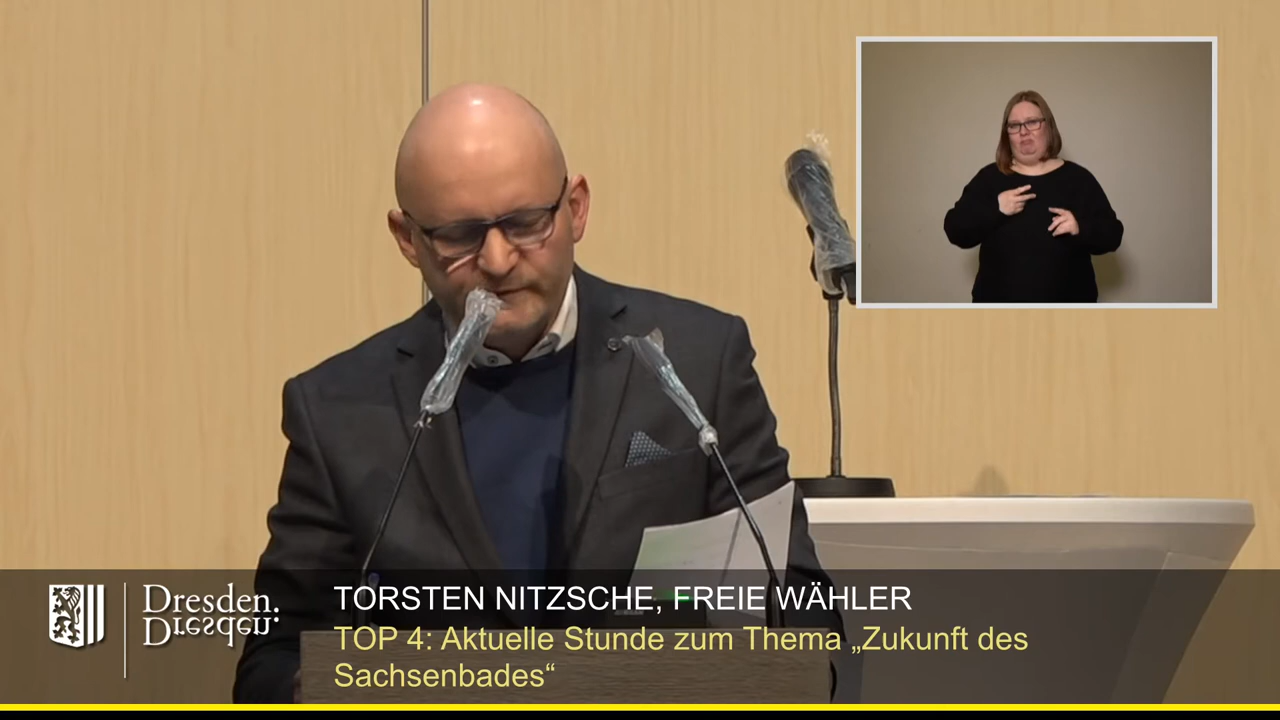 Dresden.
Dresden.
TORSTEN NITZSCHE, FREIE WÄHLER
TOP 4: Aktuelle Stunde zum Thema „Zukunft des
Sachsenbades“